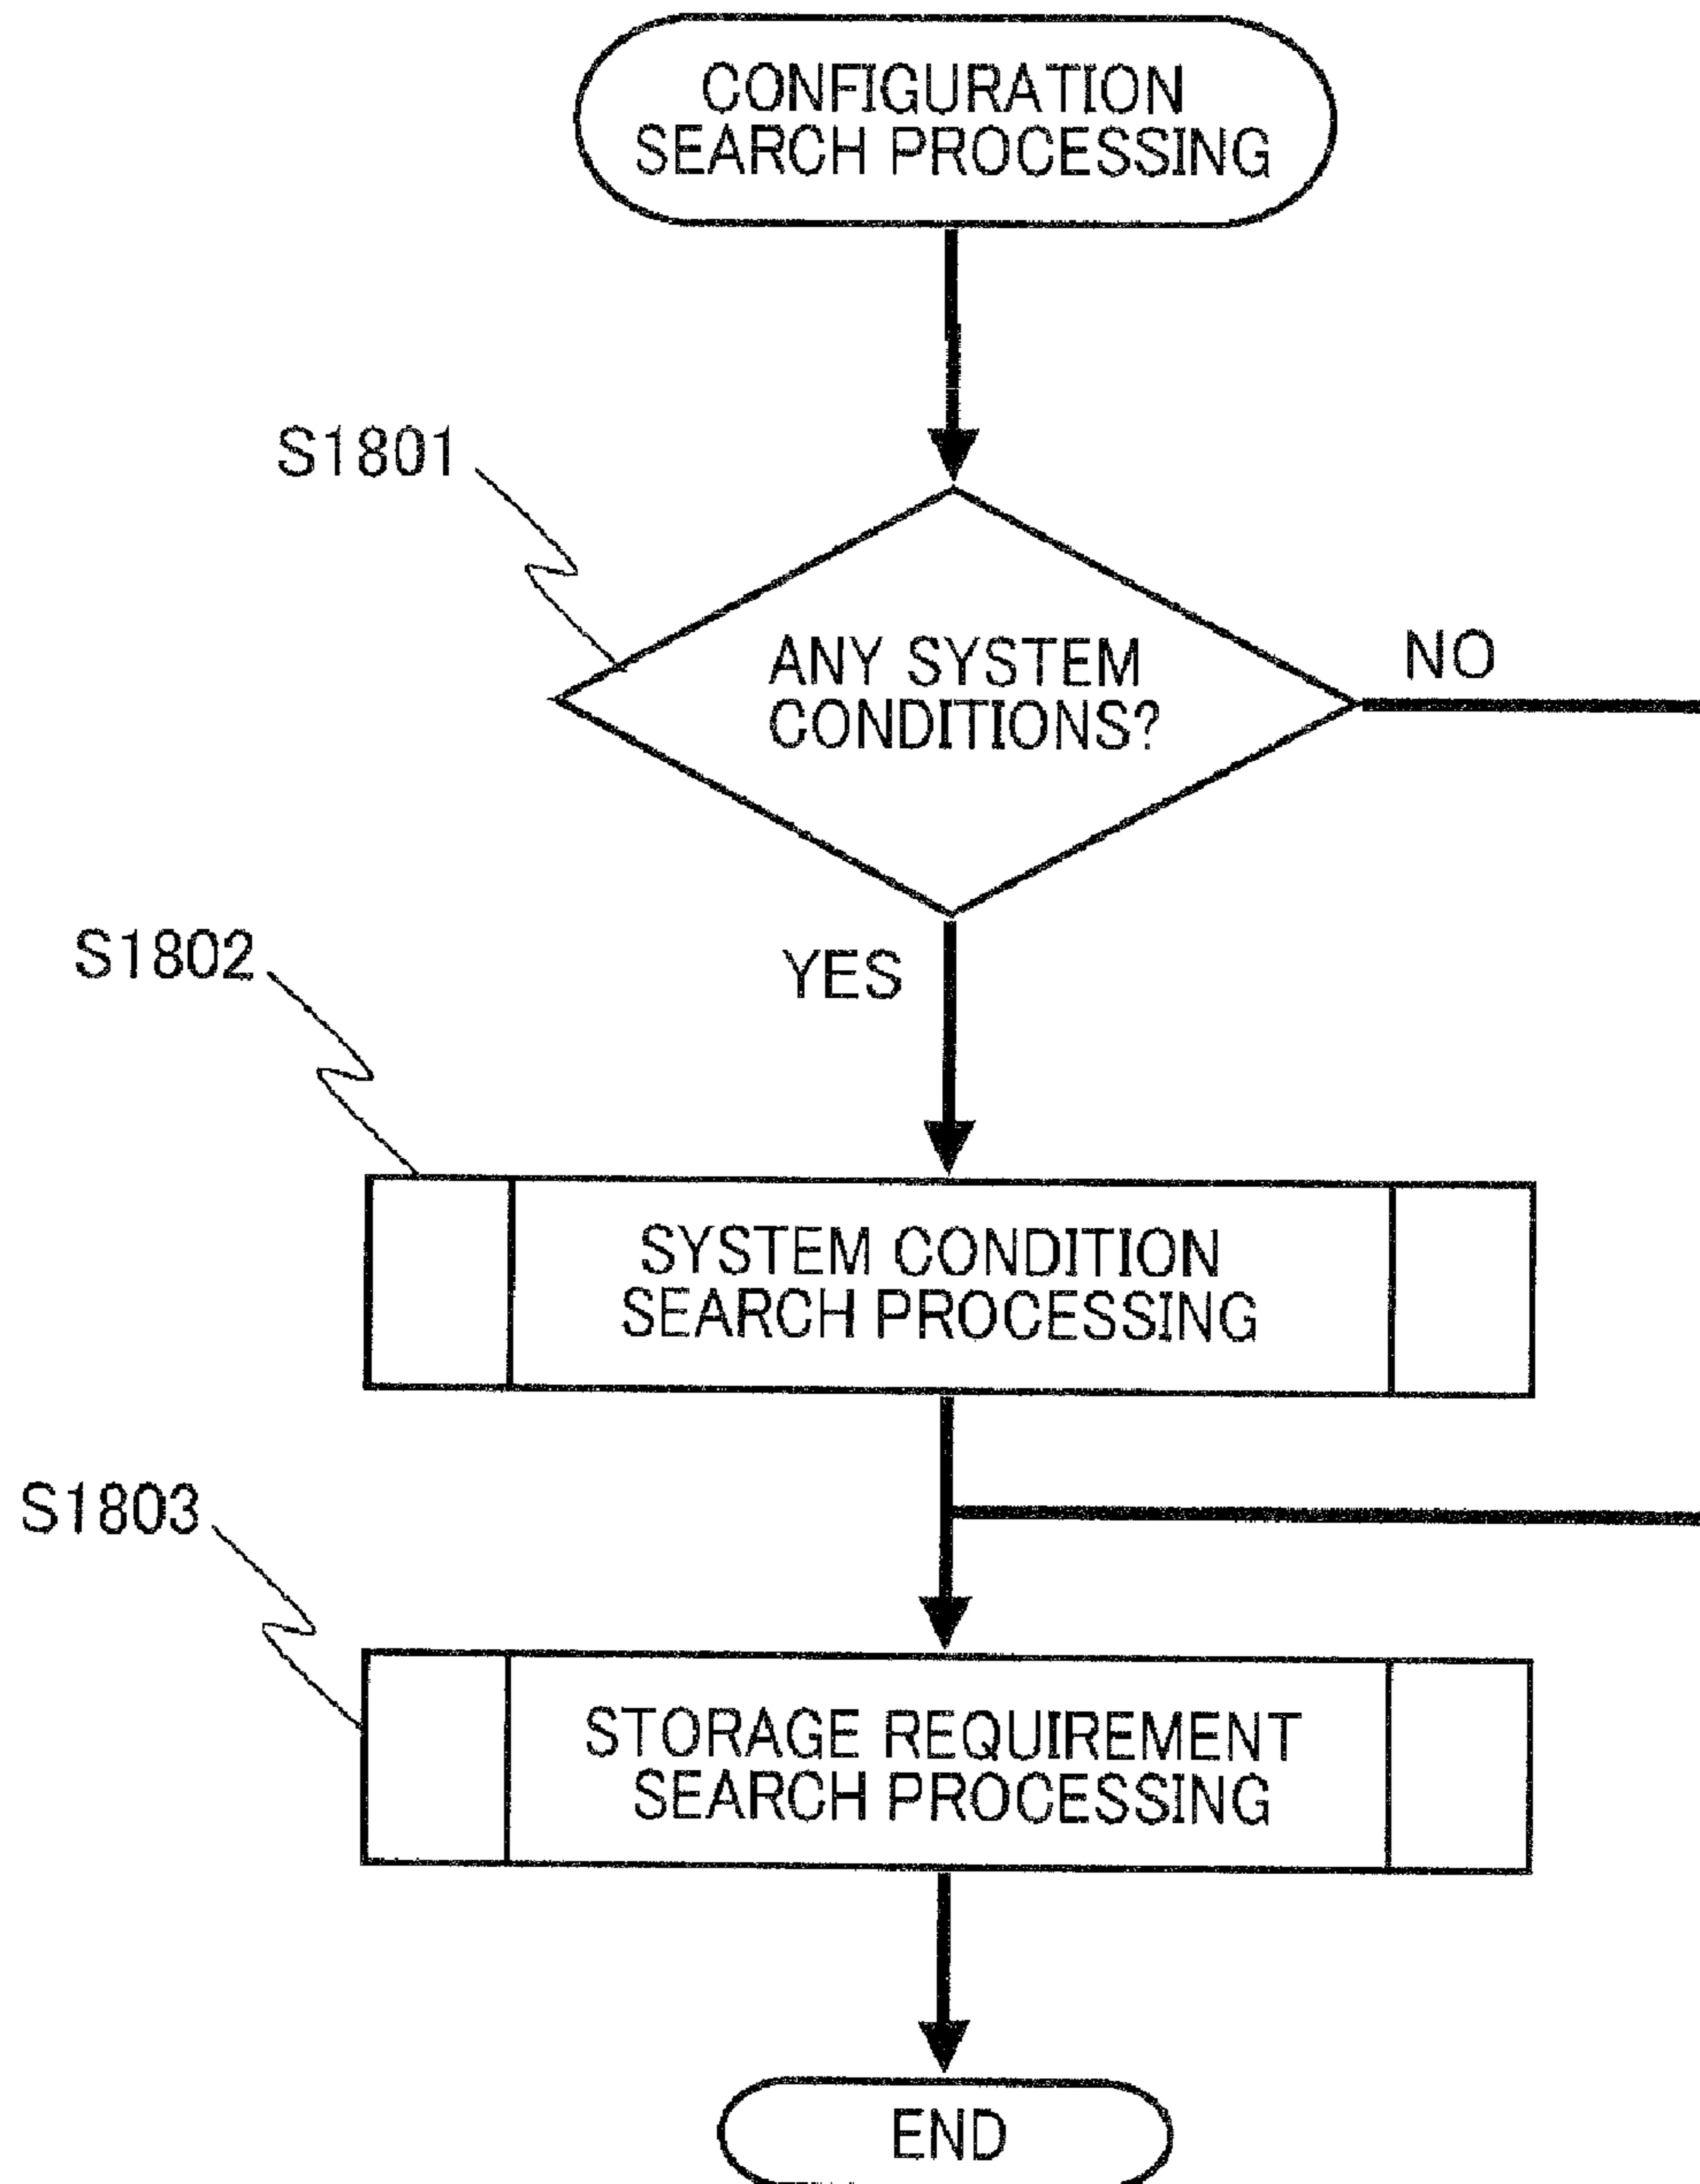 CONFIGURATION
SEARCH PROCESSING
S1801
ANY SYSTEM
CONDITIONS?
NO
YES
S1802
SYSTEM CONDITION
SEARCH PROCESSING
S1803
STORAGE REQUIREMENT
SEARCH PROCESSING
END